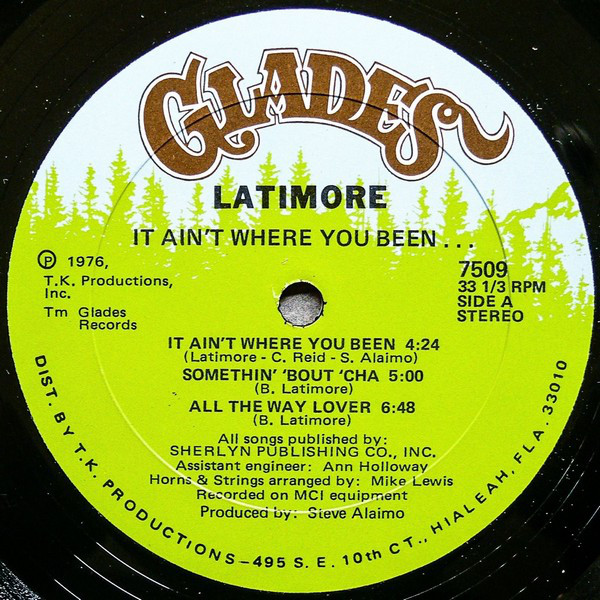 GLADES
LATIMORE
IT AIN'T WHERE YOU BEEN...
℗ 1976,
T.K. Productions,
Inc.
Tm Glades
Records
7509
33 1/3 RPM
SIDE A
STEREO
IT AIN'T WHERE YOU BEEN 4:24
(Latimore - C. Reid - S. Alaimo)
SOMETHIN' 'BOUT 'CHA 5:00
(B. Latimore)
ALL THE WAY LOVER 6:48
(B. Latimore)
All songs published by:
SHERLYN PUBLISHING CO., INC.
Assistant engineer: Ann Holloway
Horns & Strings arranged by: Mike Lewis
Recorded on MCI equipment
Produced by: Steve Alaimo
DIST. BY T.K. PRODUCTIONS—495 S. E. 10th CT., HIALEAH, FLA. 33010